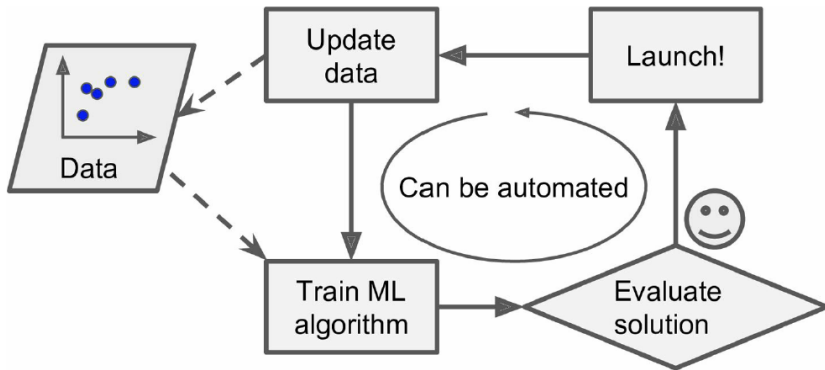 Update
data
Launch!
Data
Can be automated
Train ML
algorithm
Evaluate
solution